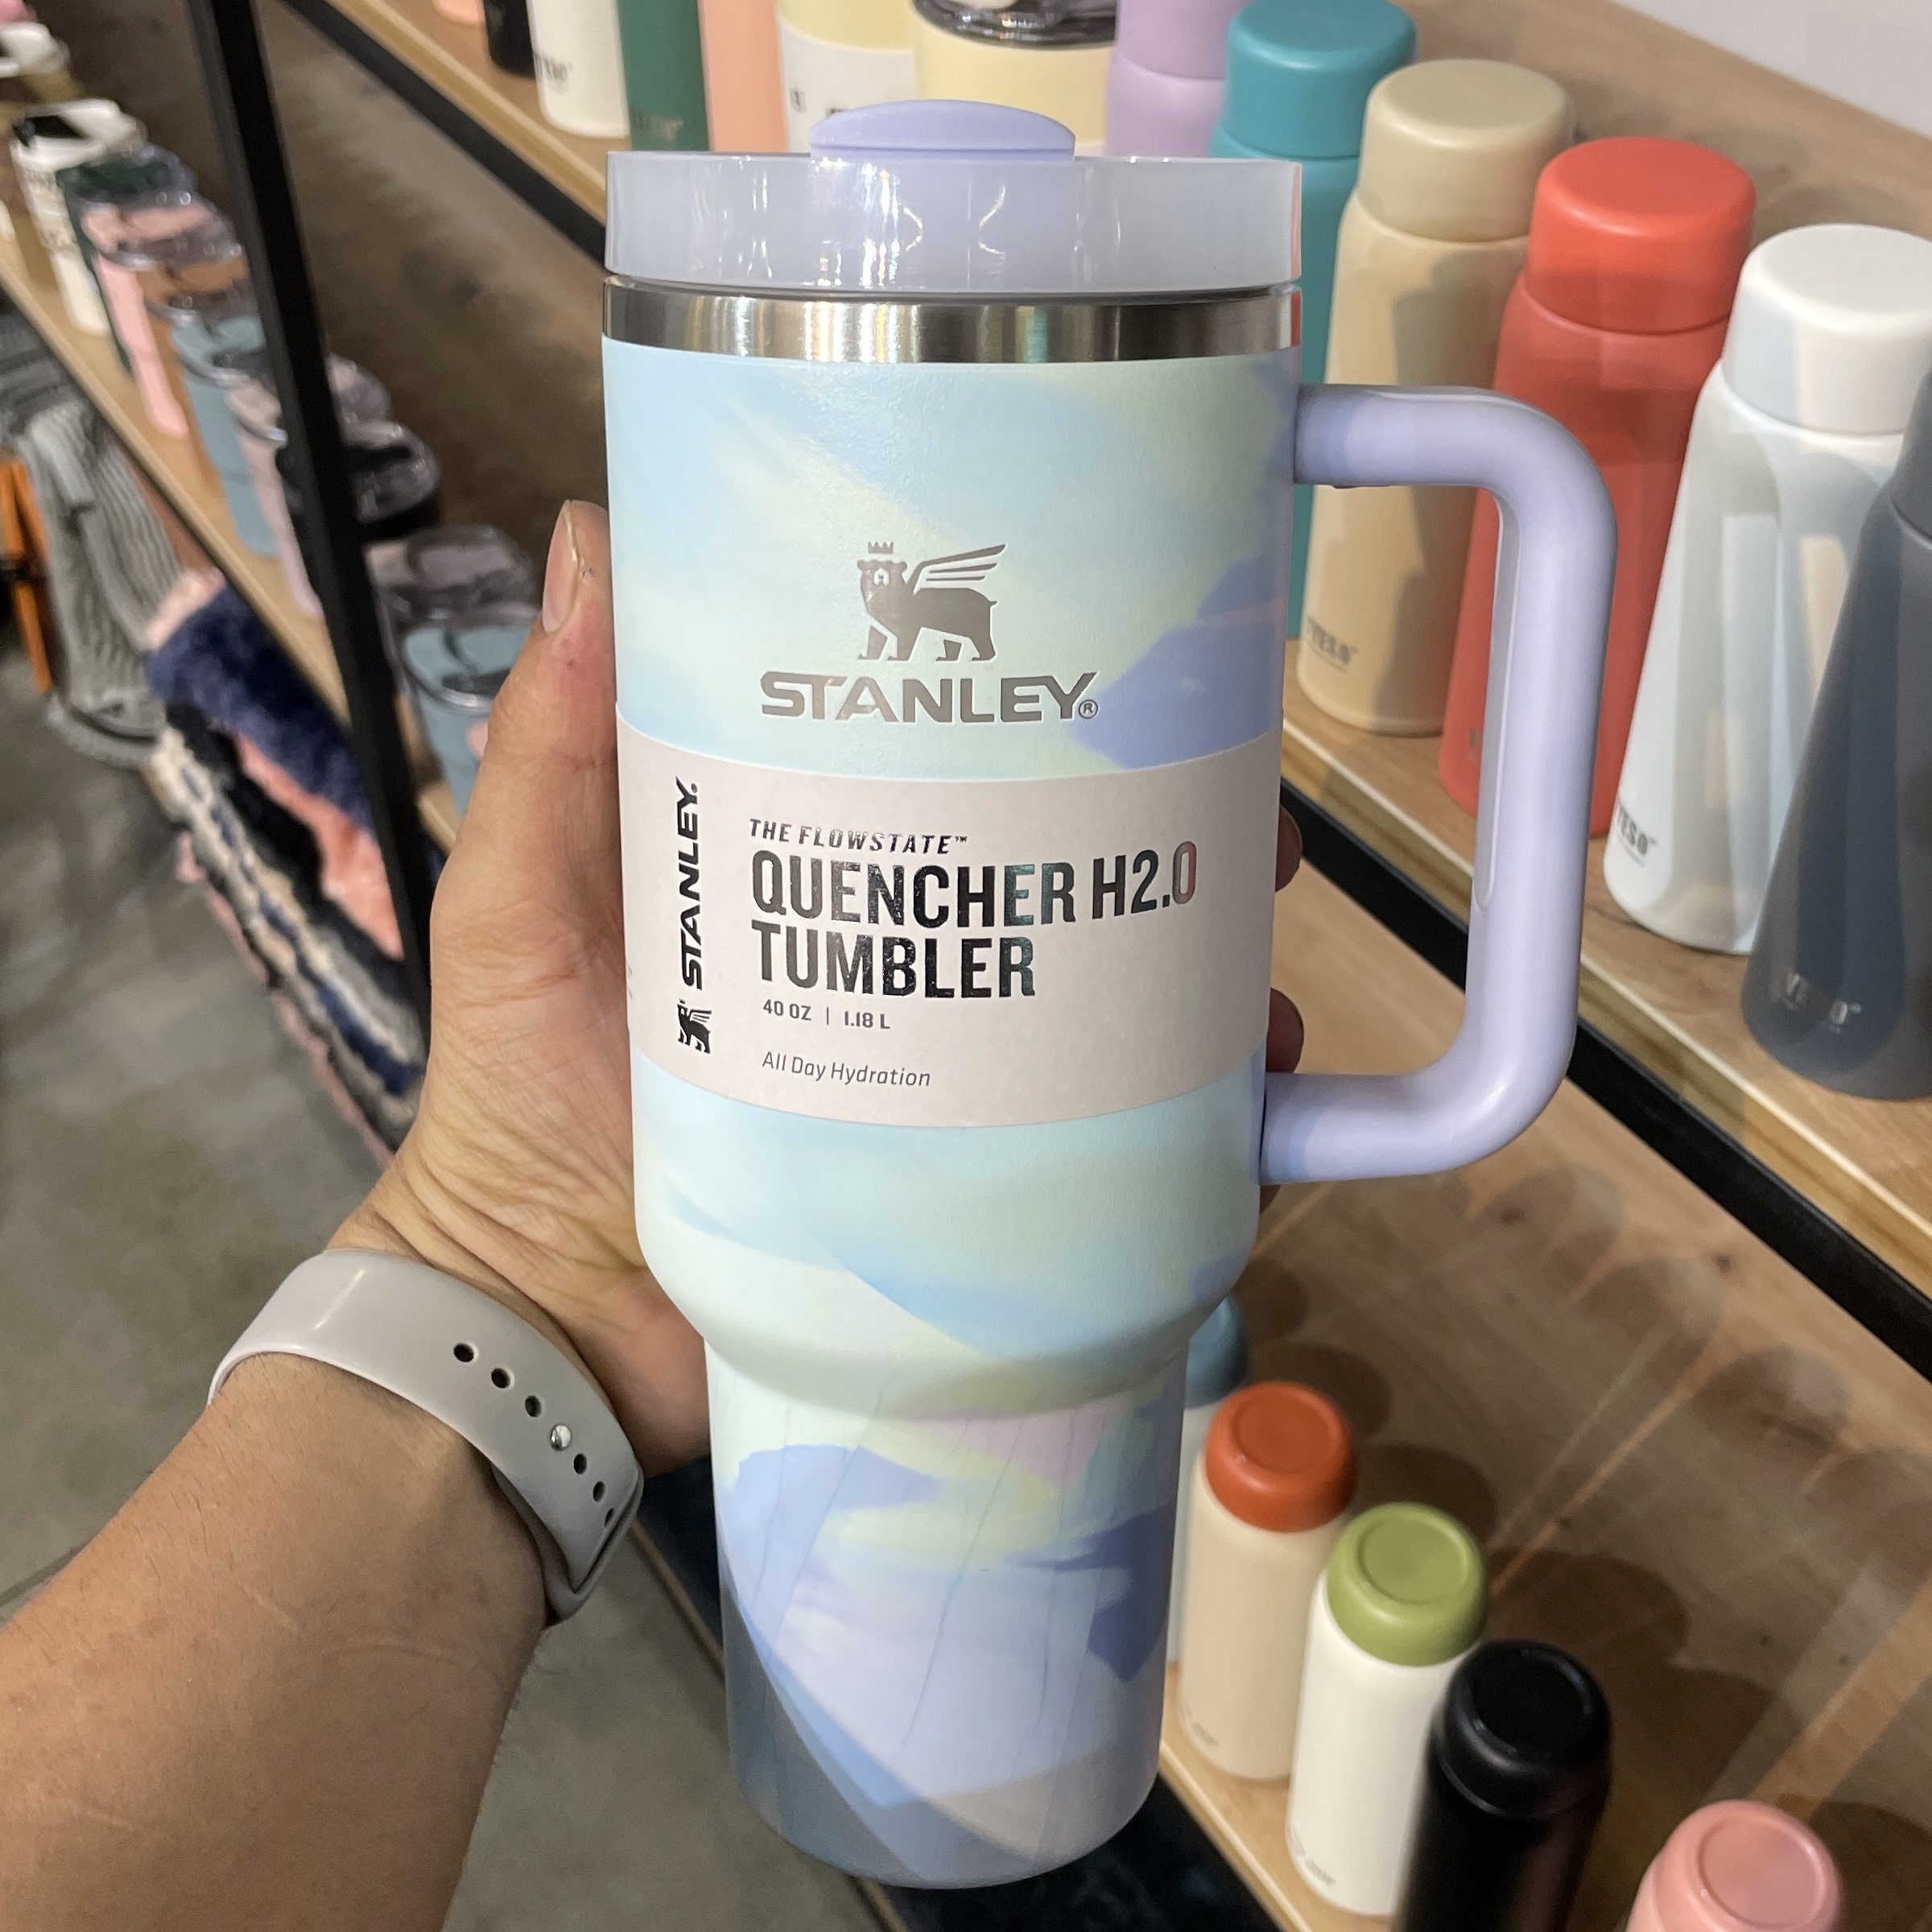 STANLEY®
STANLEY®
THE FLOWSTATE™
QUENCHER H2.0
TUMBLER
40 OZ | 1.18 L
All Day Hydration